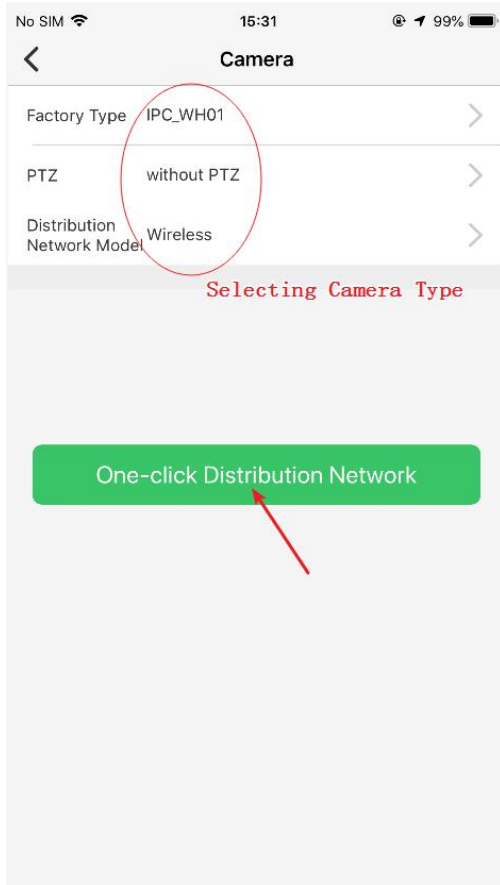 No SIM 15:31 99%
Camera
Factory Type IPC_WH01
PTZ without PTZ
Distribution
Network Model Wireless
Selecting Camera Type
One-click Distribution Network